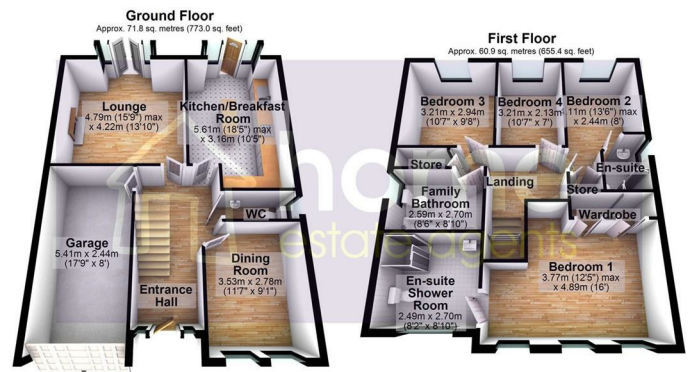 Ground Floor
Approx. 71.8 sq. metres (773.0 sq. feet)
Lounge
4.79m (15'9") max
x 4.22m (13'10")
Kitchen/Breakfast
Room
5.61m (18'5") max
x 3.16m (10'5")
WC
Garage
5.41m x 2.44m
(17'9" x 8')
Dining
Room
3.53m x 2.78m
(11'7" x 9'1")
Entrance
Hall
First Floor
Approx. 60.9 sq. metres (655.4 sq. feet)
Bedroom 3
3.21m x 2.94m
(10'7" x 9'8")
Bedroom 4
3.21m x 2.13m
(10'7" x 7')
Bedroom 2
11m (13'6") max
x 2.44m (8')
Store
En-suite
Landing
Store
Family
Bathroom
2.59m x 2.70m
(8'6" x 8'10")
Wardrobe
Bedroom 1
3.77m (12'5") max
x 4.89m (16')
En-suite
Shower
Room
2.49m x 2.70m
(8'2" x 8'10")
home
estate agents